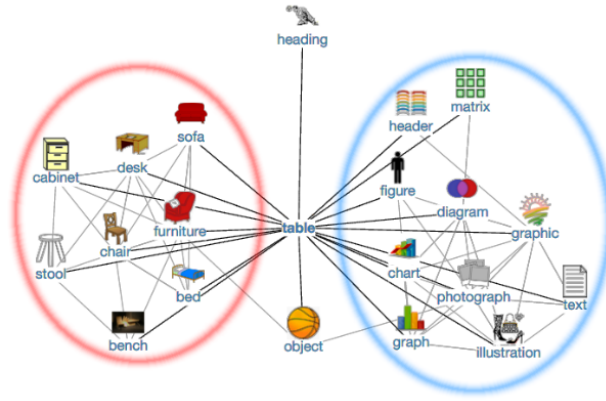 heading
matrix
header
sofa
desk
cabinet
figure
diagram
furniture
table
graphic
chair
stool
chart
bed
photograph
text
bench
object
graph
illustration